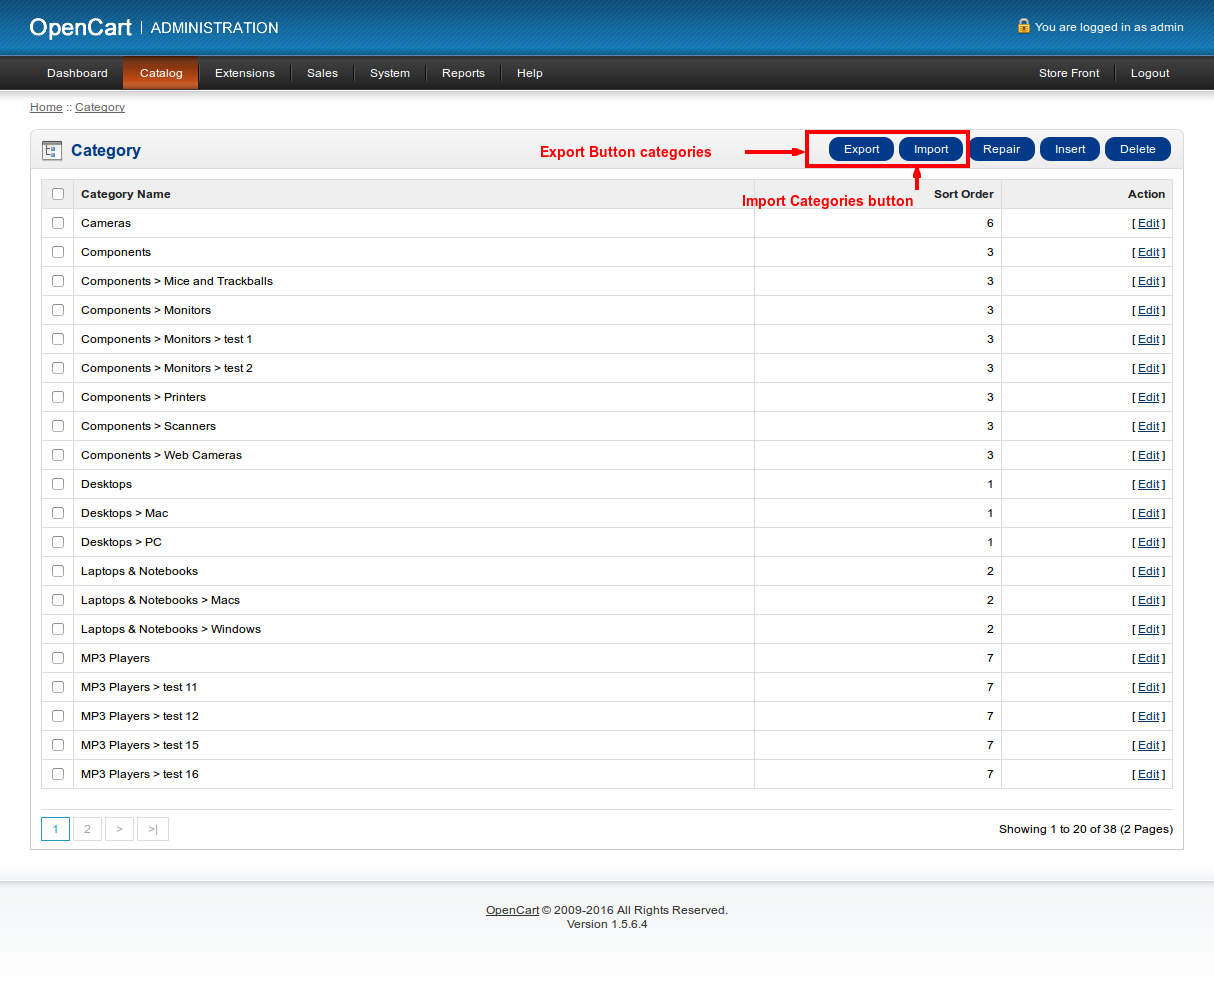 OpenCart | ADMINISTRATION
You are logged in as admin
Dashboard Catalog Extensions Sales System Reports Help Store Front Logout
Home :: Category
Category
Export Button categories
Export Import Repair Insert Delete
Import Categories button
Category Name Sort Order Action
Cameras 6 [ Edit ]
Components 3 [ Edit ]
Components > Mice and Trackballs 3 [ Edit ]
Components > Monitors 3 [ Edit ]
Components > Monitors > test 1 3 [ Edit ]
Components > Monitors > test 2 3 [ Edit ]
Components > Printers 3 [ Edit ]
Components > Scanners 3 [ Edit ]
Components > Web Cameras 3 [ Edit ]
Desktops 1 [ Edit ]
Desktops > Mac 1 [ Edit ]
Desktops > PC 1 [ Edit ]
Laptops & Notebooks 2 [ Edit ]
Laptops & Notebooks > Macs 2 [ Edit ]
Laptops & Notebooks > Windows 2 [ Edit ]
MP3 Players 7 [ Edit ]
MP3 Players > test 11 7 [ Edit ]
MP3 Players > test 12 7 [ Edit ]
MP3 Players > test 15 7 [ Edit ]
MP3 Players > test 16 7 [ Edit ]
1 2 > >| Showing 1 to 20 of 38 (2 Pages)
OpenCart © 2009-2016 All Rights Reserved.
Version 1.5.6.4